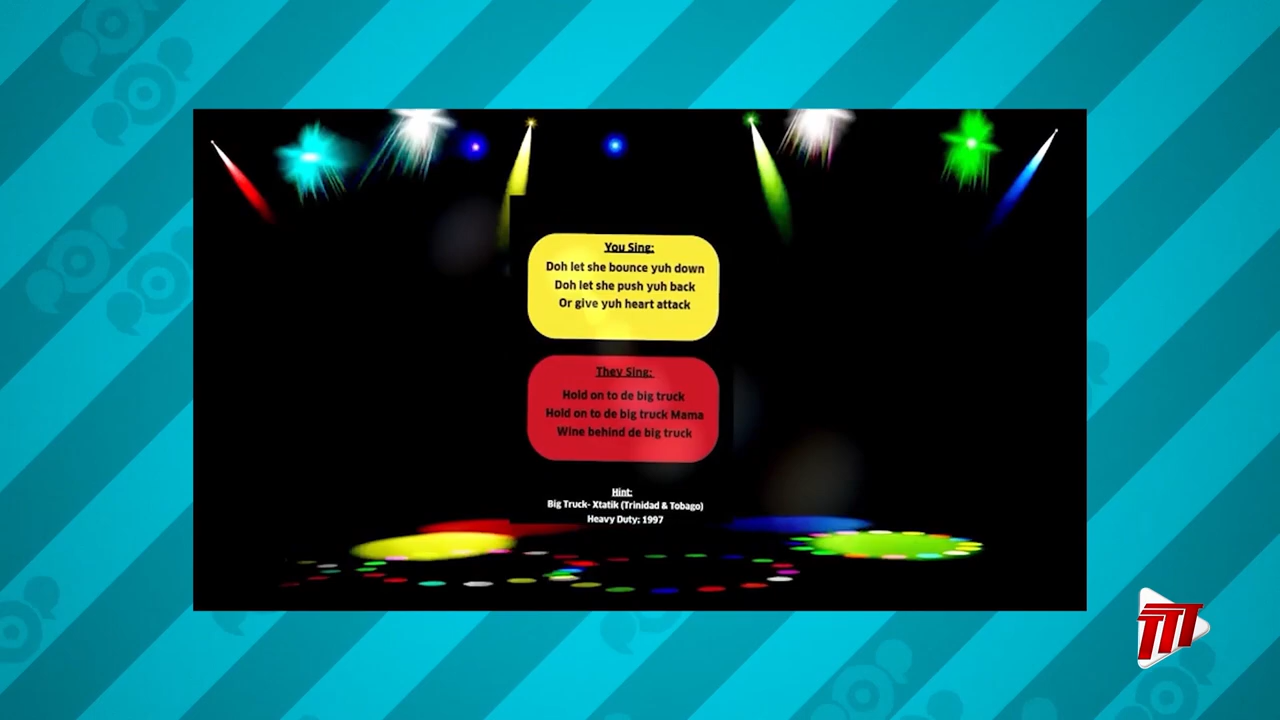 You Sing:
Doh let she bounce yuh down
Doh let she push yuh back
Or give yuh heart attack
They Sing:
Hold on to de big truck
Hold on to de big truck Mama
Wine behind de big truck
Hint:
Big Truck- Xtatik (Trinidad & Tobago)
Heavy Duty; 1997
TTT